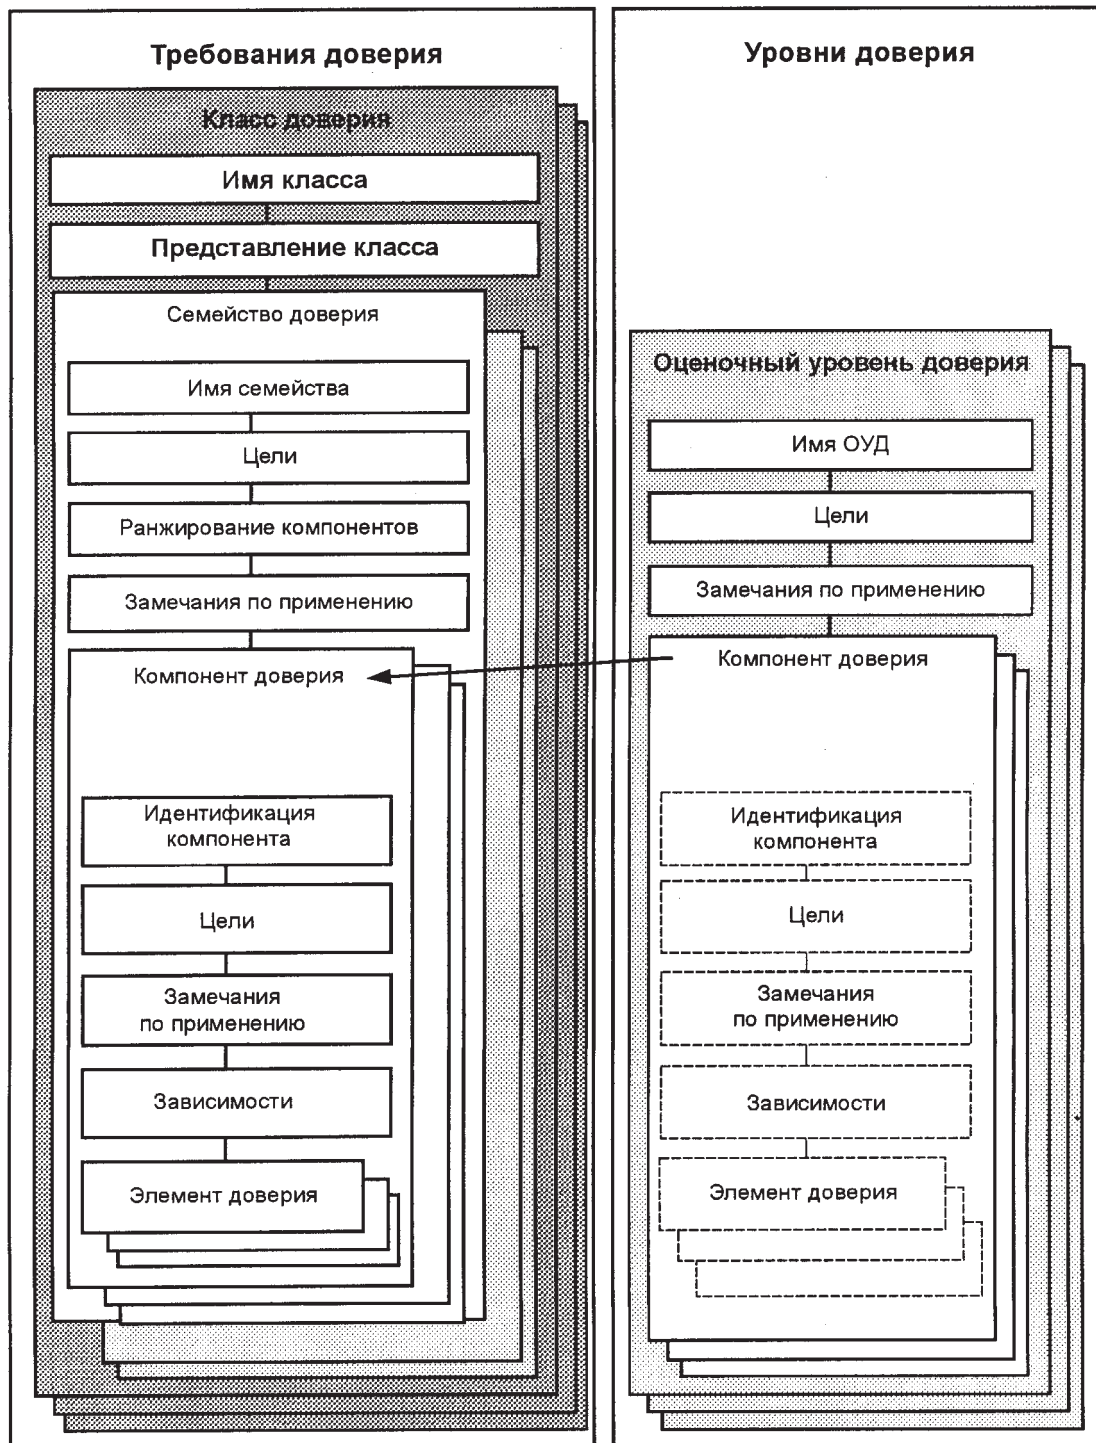 Требования доверия
Класс доверия
Имя класса
Представление класса
Семейство доверия
Имя семейства
Цели
Ранжирование компонентов
Замечания по применению
Компонент доверия
Идентификация
компонента
Цели
Замечания
по применению
Зависимости
Элемент доверия
Уровни доверия
Оценочный уровень доверия
Имя ОУД
Цели
Замечания по применению
Компонент доверия
Идентификация
компонента
Цели
Замечания
по применению
Зависимости
Элемент доверия